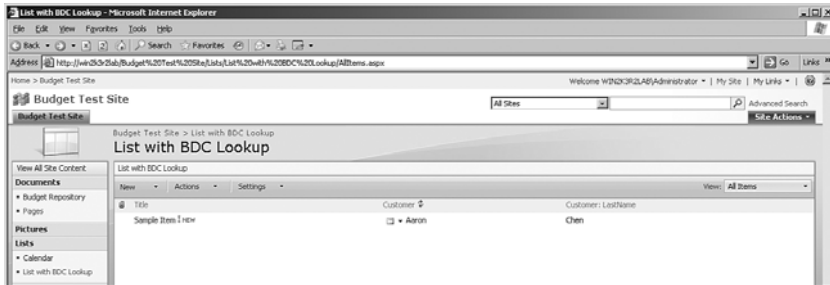 List with BDC Lookup - Microsoft Internet Explorer
File Edit View Favorites Tools Help
Back Search Favorites
Address http://win2k3r2lab/Budget%20Test%20Site/Lists/List%20with%20BDC%20Lookup/AllItems.aspx Go Links »
Home > Budget Test Site Welcome WIN2K3R2LAB\Administrator | My Site | My Links |
Budget Test Site All Sites Advanced Search
Budget Test Site Site Actions
Budget Test Site > List with BDC Lookup
List with BDC Lookup
View All Site Content List with BDC Lookup
Documents New Actions Settings View: All Items
• Budget Repository Title Customer Customer: LastName
• Pages Sample Item ! NEW Aaron Chen
Pictures
Lists
• Calendar
• List with BDC Lookup